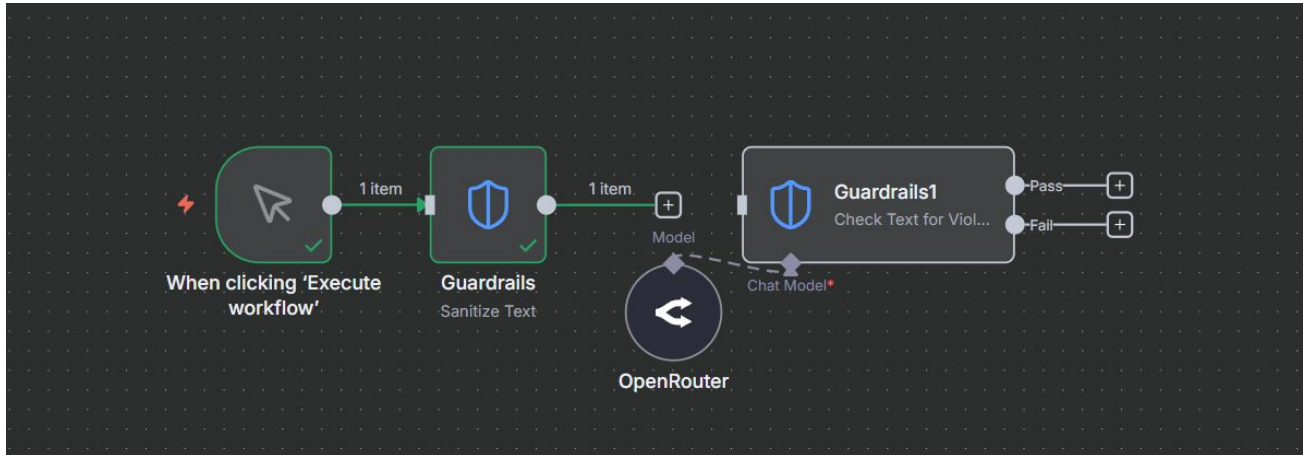 1 item
1 item
Model
Guardrails1
Check Text for Viol...
Pass
Fail
When clicking ‘Execute
workflow’
Guardrails
Sanitize Text
Chat Model*
OpenRouter